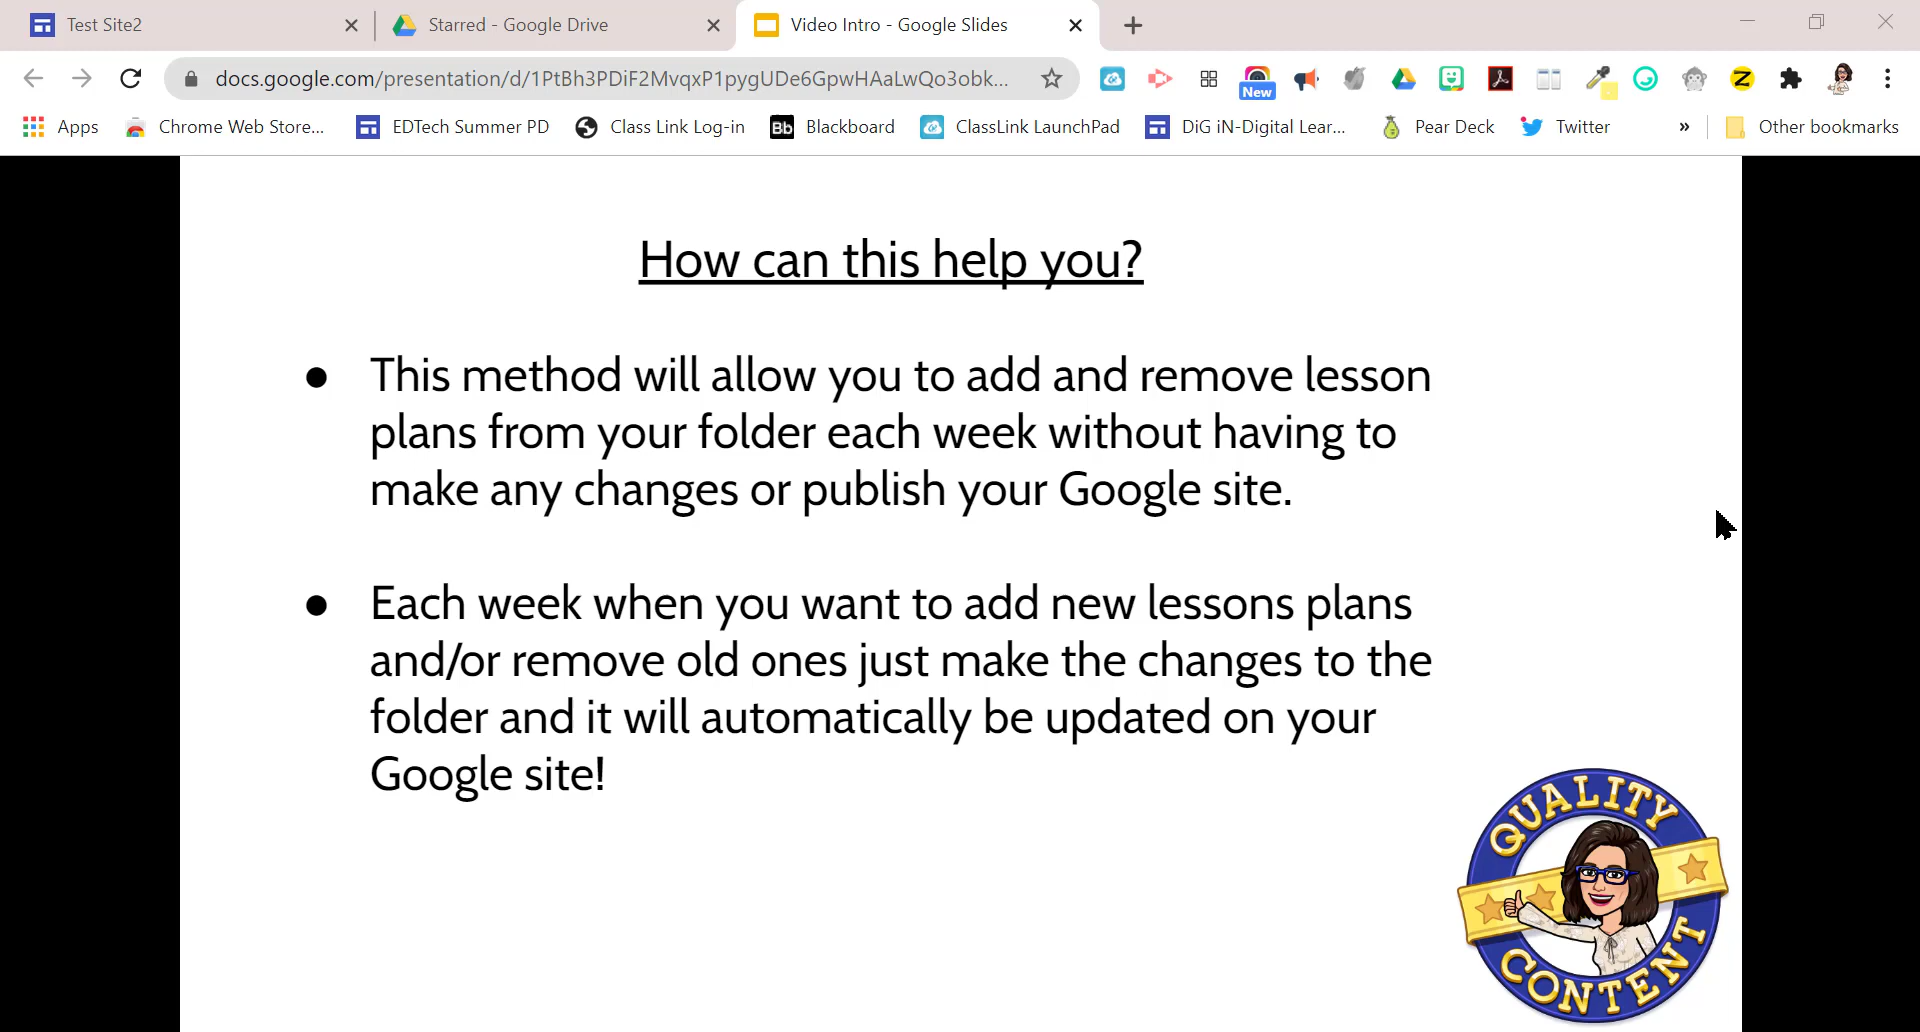 Test Site2
Starred - Google Drive
Video Intro - Google Slides
docs.google.com/presentation/d/1PtBh3PDiF2MvqxP1pygUDe6GpwHAaLwQo3obk...
New
Apps
Chrome Web Store...
EDTech Summer PD
Class Link Log-in
Bb
Blackboard
ClassLink LaunchPad
DiG iN-Digital Lear...
Pear Deck
Twitter
»
Other bookmarks
How can this help you?
● This method will allow you to add and remove lesson
plans from your folder each week without having to
make any changes or publish your Google site.
● Each week when you want to add new lessons plans
and/or remove old ones just make the changes to the
folder and it will automatically be updated on your
Google site!
QUALITY
CONTENT